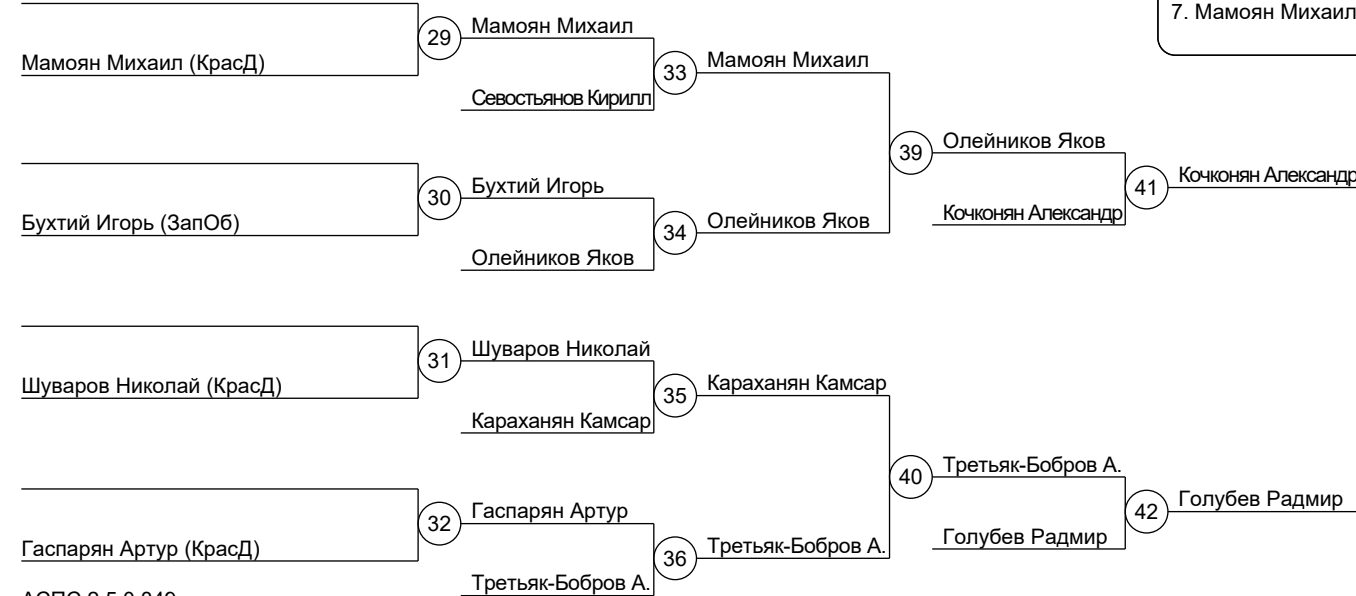 7. Мамоян Михаил
29
Мамоян Михаил
Мамоян Михаил (КрасД)
33
Мамоян Михаил
Севостьянов Кирилл
39
Олейников Яков
30
Бухтий Игорь
41
Кочконян Александр
Бухтий Игорь (ЗапОб)
34
Олейников Яков
Кочконян Александр
Олейников Яков
31
Шуваров Николай
Шуваров Николай (КрасД)
35
Караханян Камсар
Караханян Камсар
40
Третьяк-Бобров А.
32
Гаспарян Артур
42
Голубев Радмир
Гаспарян Артур (КрасД)
36
Третьяк-Бобров А.
Голубев Радмир
Третьяк-Бобров А.